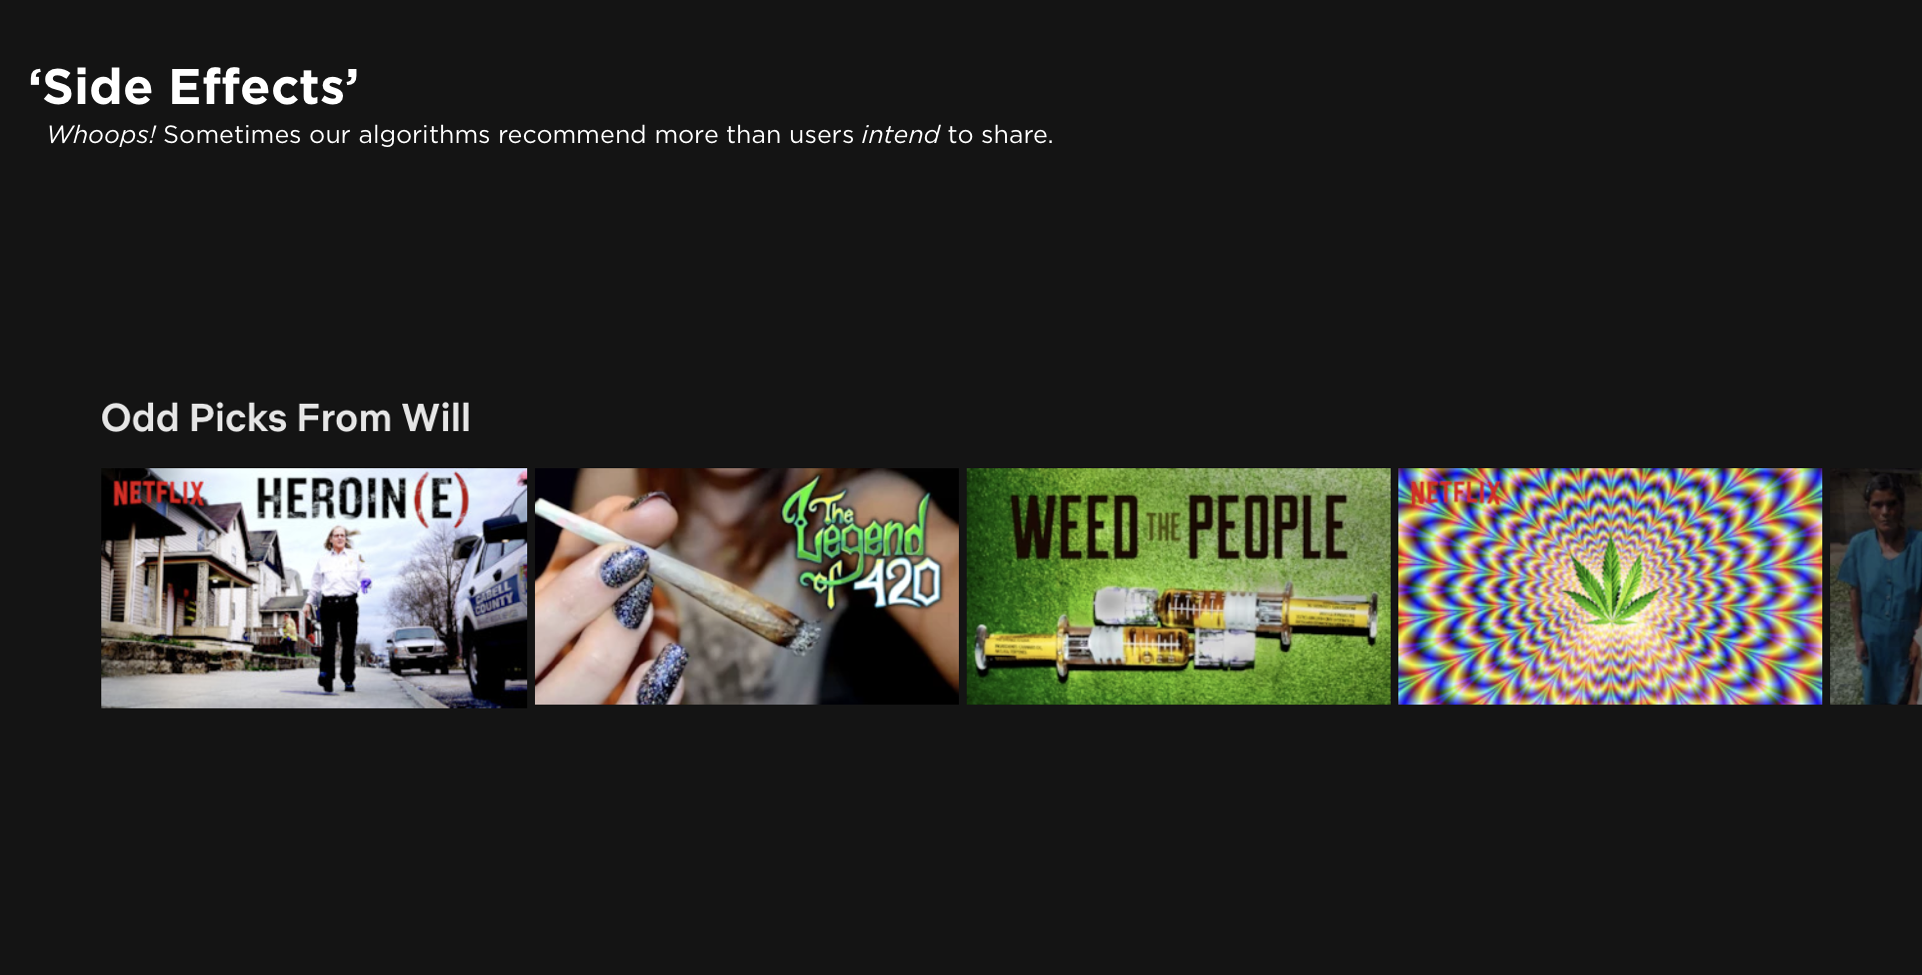 ‘Side Effects’
Whoops! Sometimes our algorithms recommend more than users intend to share.
Odd Picks From Will
NETFLIX
HEROIN(E)
CABELL
COUNTY
The
Legend
of 420
WEED THE PEOPLE
NETFLIX